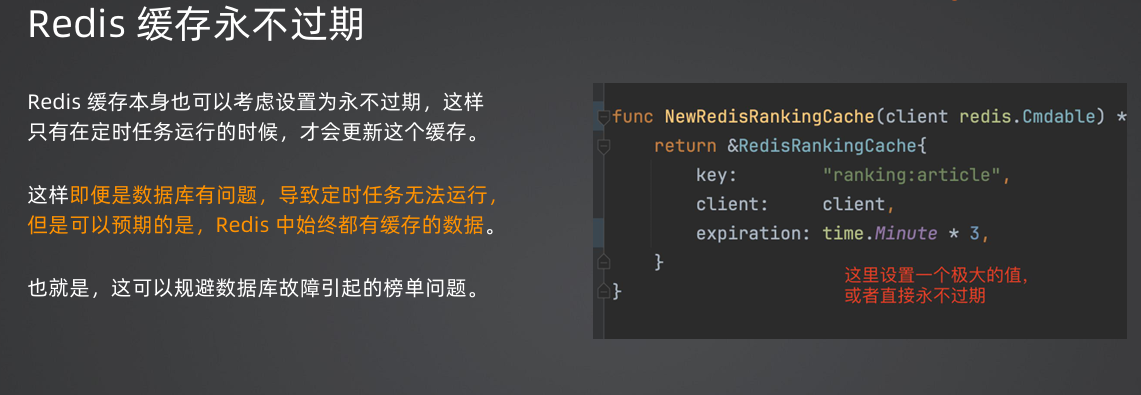 Redis 缓存永不过期
Redis 缓存本身也可以考虑设置为永不过期，这样
只有在定时任务运行的时候，才会更新这个缓存。
这样即便是数据库有问题，导致定时任务无法运行，
但是可以预期的是，Redis 中始终都有缓存的数据。
也就是，这可以规避数据库故障引起的榜单问题。
func NewRedisRankingCache(client redis.Cmdable) *
return &RedisRankingCache{
key: "ranking:article",
client: client,
expiration: time.Minute * 3,
}
}
这里设置一个极大的值，
或者直接永不过期